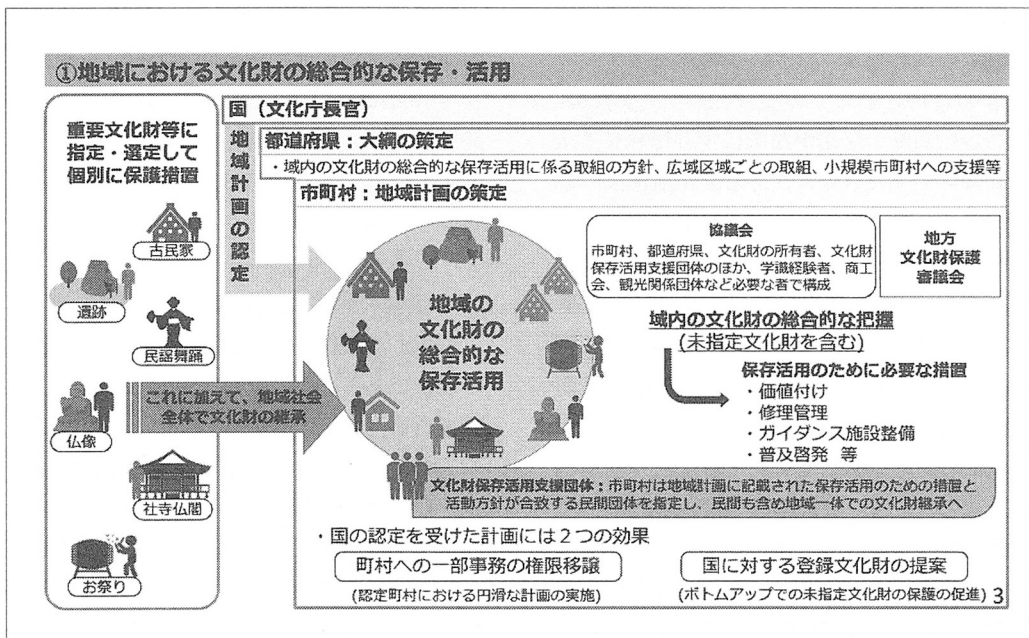 ①地域における文化財の総合的な保存・活用
重要文化財等に
指定・選定して
個別に保護措置
古民家
遺跡
民謡舞踊
仏像
社寺仏閣
お祭り
これに加えて、地域社会
全体で文化財の継承
国（文化庁長官）
地域計画の認定
都道府県：大綱の策定
・域内の文化財の総合的な保存活用に係る取組の方針、広域区域ごとの取組、小規模市町村への支援等
市町村：地域計画の策定
地域の
文化財の
総合的な
保存活用
協議会
市町村、都道府県、文化財の所有者、文化財
保存活用支援団体のほか、学識経験者、商工
会、観光関係団体など必要な者で構成
地方
文化財保護
審議会
域内の文化財の総合的な把握
(未指定文化財を含む)
保存活用のために必要な措置
・価値付け
・修理管理
・ガイダンス施設整備
・普及啓発 等
文化財保存活用支援団体：市町村は地域計画に記載された保存活用のための措置と
活動方針が合致する民間団体を指定し、民間も含め地域一体での文化財継承へ
・国の認定を受けた計画には２つの効果
町村への一部事務の権限移譲
(認定町村における円滑な計画の実施)
国に対する登録文化財の提案
(ボトムアップでの未指定文化財の保護の促進)
3